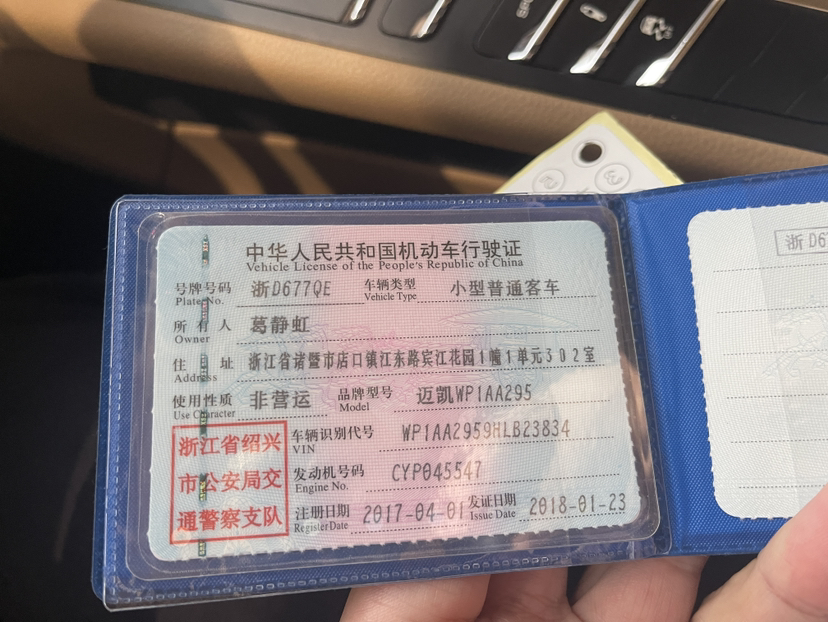 中华人民共和国机动车行驶证
Vehicle License of the People's Republic of China
号牌号码 浙D677QE 车辆类型 小型普通客车
Plate No. Vehicle Type
所有人 葛静虹
Owner
住址 浙江省诸暨市店口镇江东路宾江花园1幢1单元302室
Address
使用性质 非营运 品牌型号 迈凯WP1AA295
Use Character Model
浙江省绍兴
市公安局交
通警察支队
车辆识别代号 WP1AA2959HLB23834
VIN
发动机号码 CYP045547
Engine No.
注册日期 2017-04-01 发证日期 2018-01-23
Register Date Issue Date
浙D67